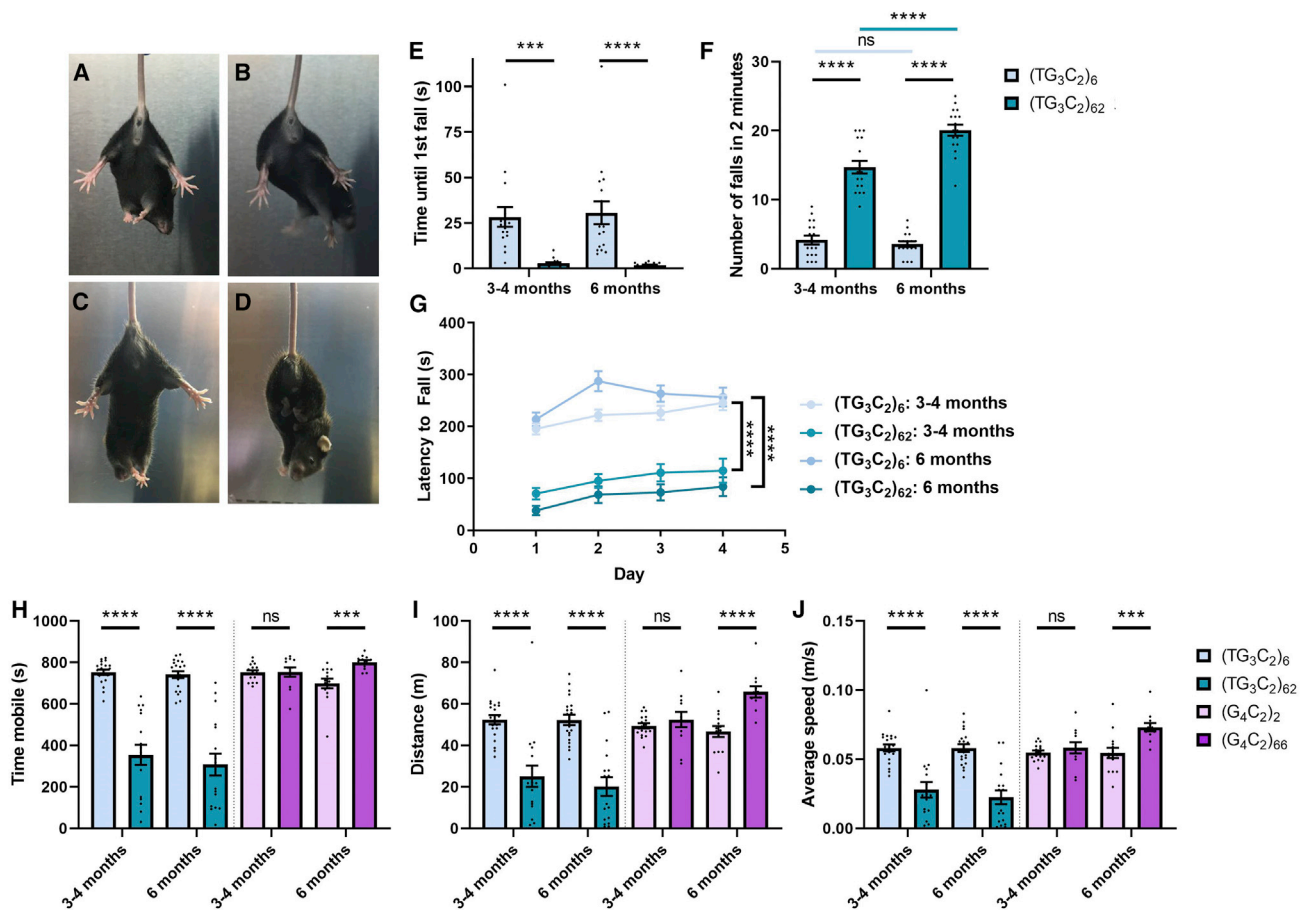 A
B
C
D
E
Time until 1st fall (s)
100
75
50
25
0
***
****
3-4 months
6 months
F
Number of falls in 2 minutes
30
20
10
0
****
ns
****
****
3-4 months
6 months
(TG₃C₂)₆
(TG₃C₂)₆₂
G
Latency to Fall (s)
400
300
200
100
0
0
1
2
3
4
5
Day
****
****
(TG₃C₂)₆: 3-4 months
(TG₃C₂)₆₂: 3-4 months
(TG₃C₂)₆: 6 months
(TG₃C₂)₆₂: 6 months
H
Time mobile (s)
1000
800
600
400
200
0
****
****
ns
***
3-4 months
6 months
3-4 months
6 months
I
Distance (m)
100
80
60
40
20
0
****
****
ns
****
3-4 months
6 months
3-4 months
6 months
J
Average speed (m/s)
0.15
0.10
0.05
0.00
****
****
ns
***
3-4 months
6 months
3-4 months
6 months
(TG₃C₂)₆
(TG₃C₂)₆₂
(G₄C₂)₂
(G₄C₂)₆₆